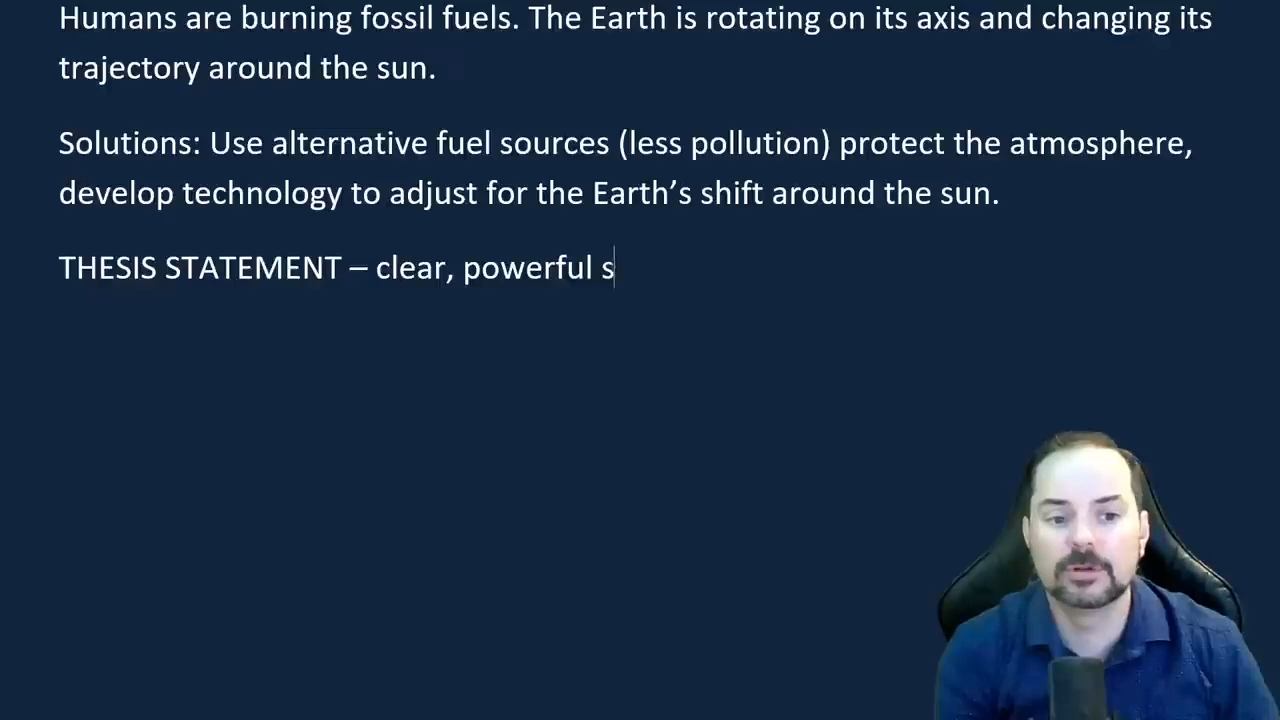 Humans are burning fossil fuels. The Earth is rotating on its axis and changing its
trajectory around the sun.
Solutions: Use alternative fuel sources (less pollution) protect the atmosphere,
develop technology to adjust for the Earth’s shift around the sun.
THESIS STATEMENT – clear, powerful s